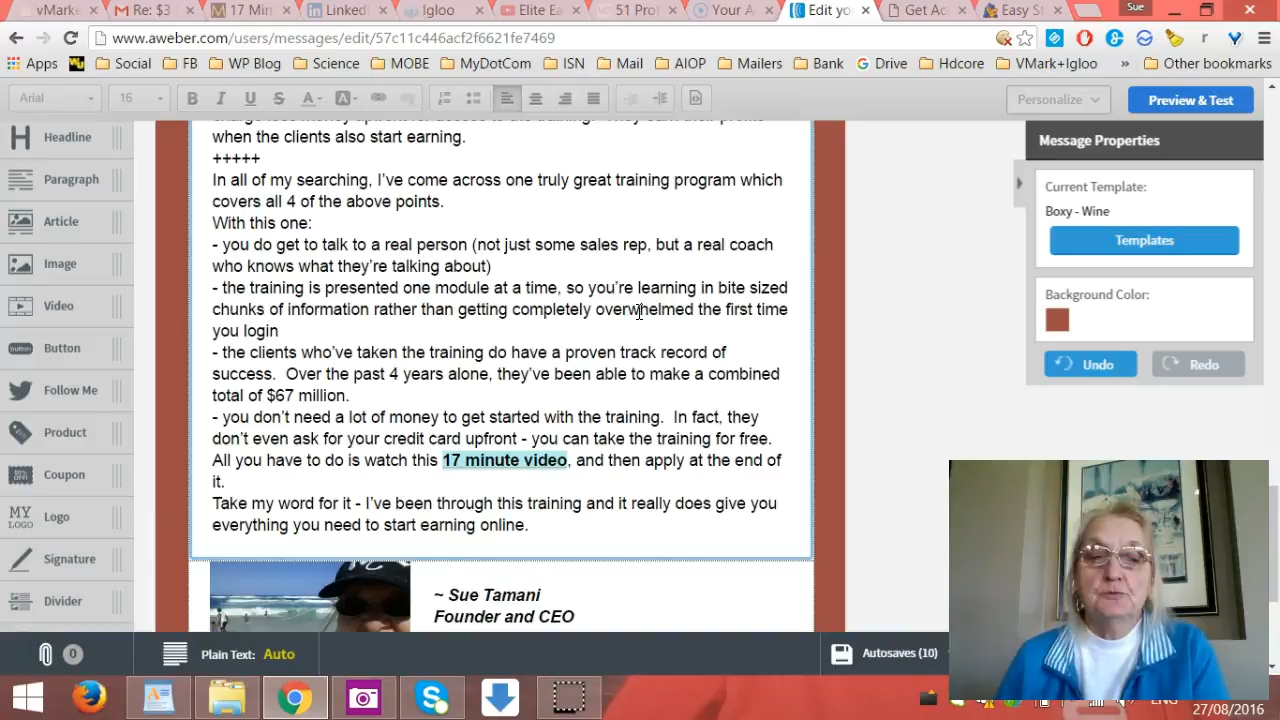 vMarke
Re: $3
17 Min
LinkedI
Igloo
Elite Ea
51 Prof
Your A
Edit yo
Get Ac
Easy St
Sue
www.aweber.com/users/messages/edit/57c11c446acf2f6621fe7469
Apps
Social
FB
WP Blog
Science
MOBE
MyDotCom
ISN
Mail
AIOP
Mailers
Bank
Drive
Hdcore
VMark+Igloo
»
Other bookmarks
Arial
16
B I U S A A
Personalize
Preview & Test
Headline
Paragraph
Article
Image
Video
Button
Follow Me
Product
Coupon
MY LOGO Logo
Signature
Divider
when the clients also start earning.
+++++
In all of my searching, I've come across one truly great training program which
covers all 4 of the above points.
With this one:
- you do get to talk to a real person (not just some sales rep, but a real coach
who knows what they're talking about)
- the training is presented one module at a time, so you're learning in bite sized
chunks of information rather than getting completely overwhelmed the first time
you login
- the clients who've taken the training do have a proven track record of
success.  Over the past 4 years alone, they've been able to make a combined
total of $67 million.
- you don't need a lot of money to get started with the training.  In fact, they
don't even ask for your credit card upfront - you can take the training for free.
All you have to do is watch this 17 minute video, and then apply at the end of
it.
Take my word for it - I've been through this training and it really does give you
everything you need to start earning online.
~ Sue Tamani
Founder and CEO
Message Properties
Current Template:
Boxy - Wine
Templates
Background Color:
Undo
Redo
0
Plain Text: Auto
Autosaves (10)
ENG
27/08/2016